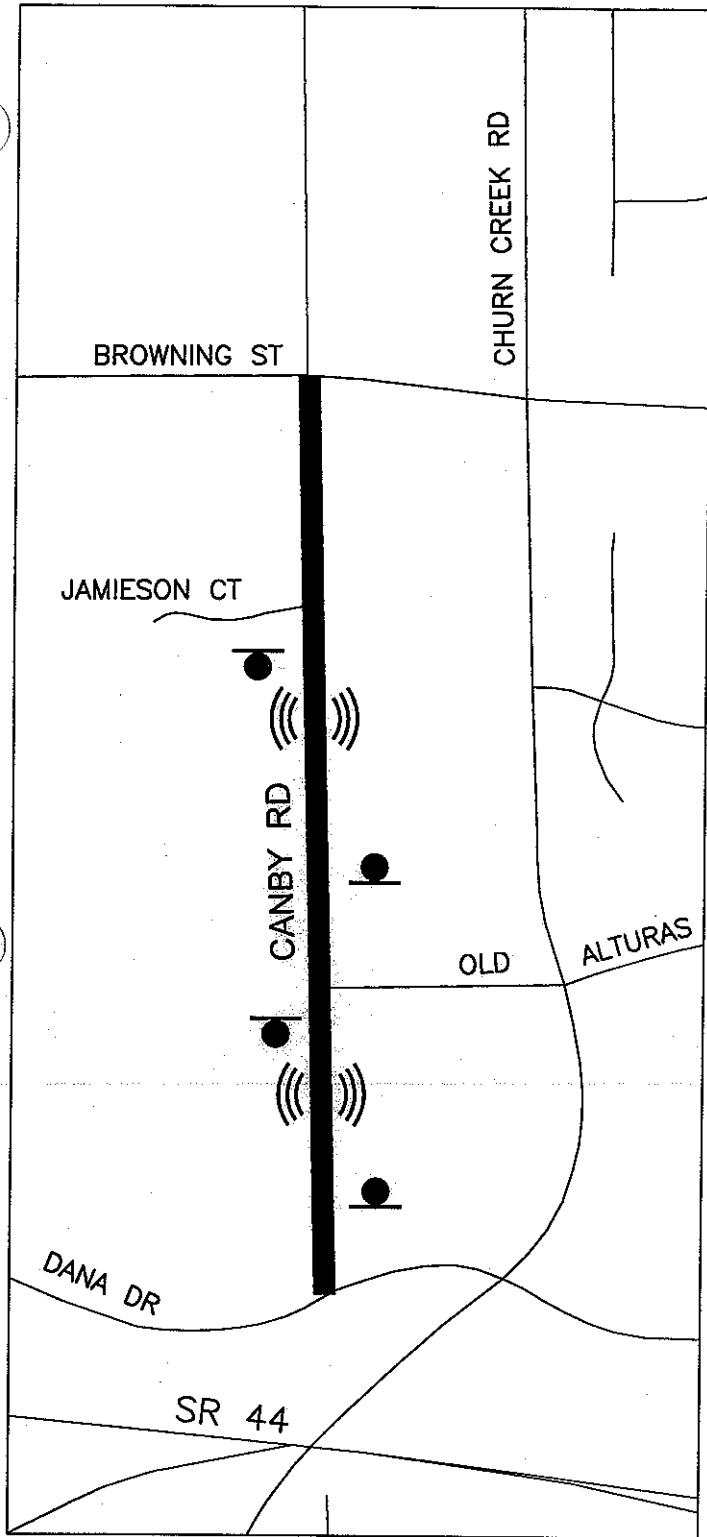 CHURN CREEK RD
BROWNING ST
JAMIESON CT
CANBY RD
OLD ALTURAS
DANA DR
SR 44